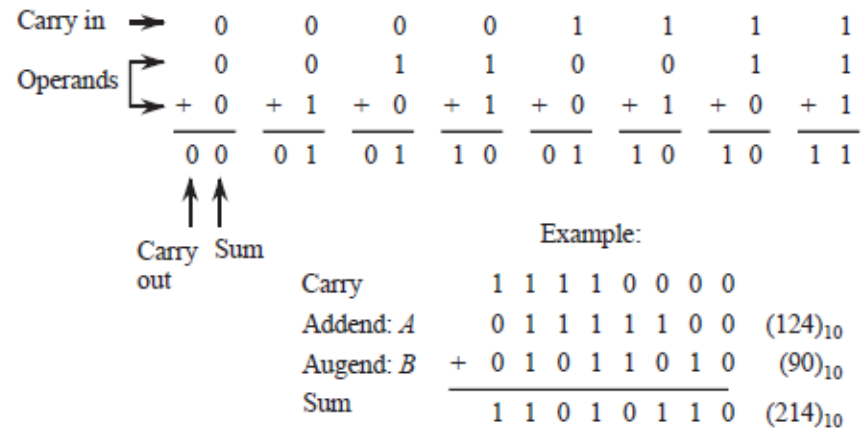 Carry in 0 0 0 0 1 1 1 1
Operands 0 0 1 1 0 0 1 1
+ 0 + 1 + 0 + 1 + 0 + 1 + 0 + 1
0 0 0 1 0 1 1 0 0 1 1 0 1 0 1 1
Carry out Sum
Example:
Carry 1 1 1 1 0 0 0 0
Addend: A 0 1 1 1 1 1 0 0 (124)10
Augend: B + 0 1 0 1 1 0 1 0 (90)10
Sum 1 1 0 1 0 1 1 0 (214)10